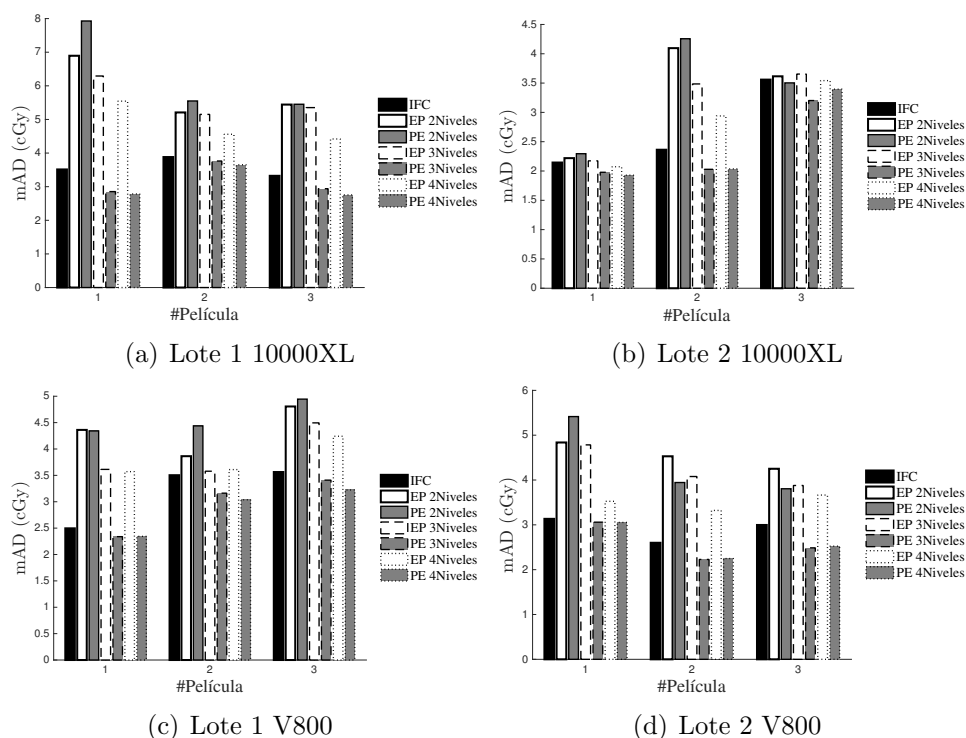 8
7
6
5
4
3
2
1
0
mAD (cGy)
1
2
3
#Película
IFC
EP 2Niveles
PE 2Niveles
EP 3Niveles
PE 3Niveles
EP 4Niveles
PE 4Niveles
(a) Lote 1 10000XL
4.5
4
3.5
3
2.5
2
1.5
1
0.5
0
mAD (cGy)
1
2
3
#Película
IFC
EP 2Niveles
PE 2Niveles
EP 3Niveles
PE 3Niveles
EP 4Niveles
PE 4Niveles
(b) Lote 2 10000XL
5
4.5
4
3.5
3
2.5
2
1.5
1
0.5
0
mAD (cGy)
1
2
3
#Película
IFC
EP 2Niveles
PE 2Niveles
EP 3Niveles
PE 3Niveles
EP 4Niveles
PE 4Niveles
(c) Lote 1 V800
6
5
4
3
2
1
0
mAD (cGy)
1
2
3
#Película
IFC
EP 2Niveles
PE 2Niveles
EP 3Niveles
PE 3Niveles
EP 4Niveles
PE 4Niveles
(d) Lote 2 V800